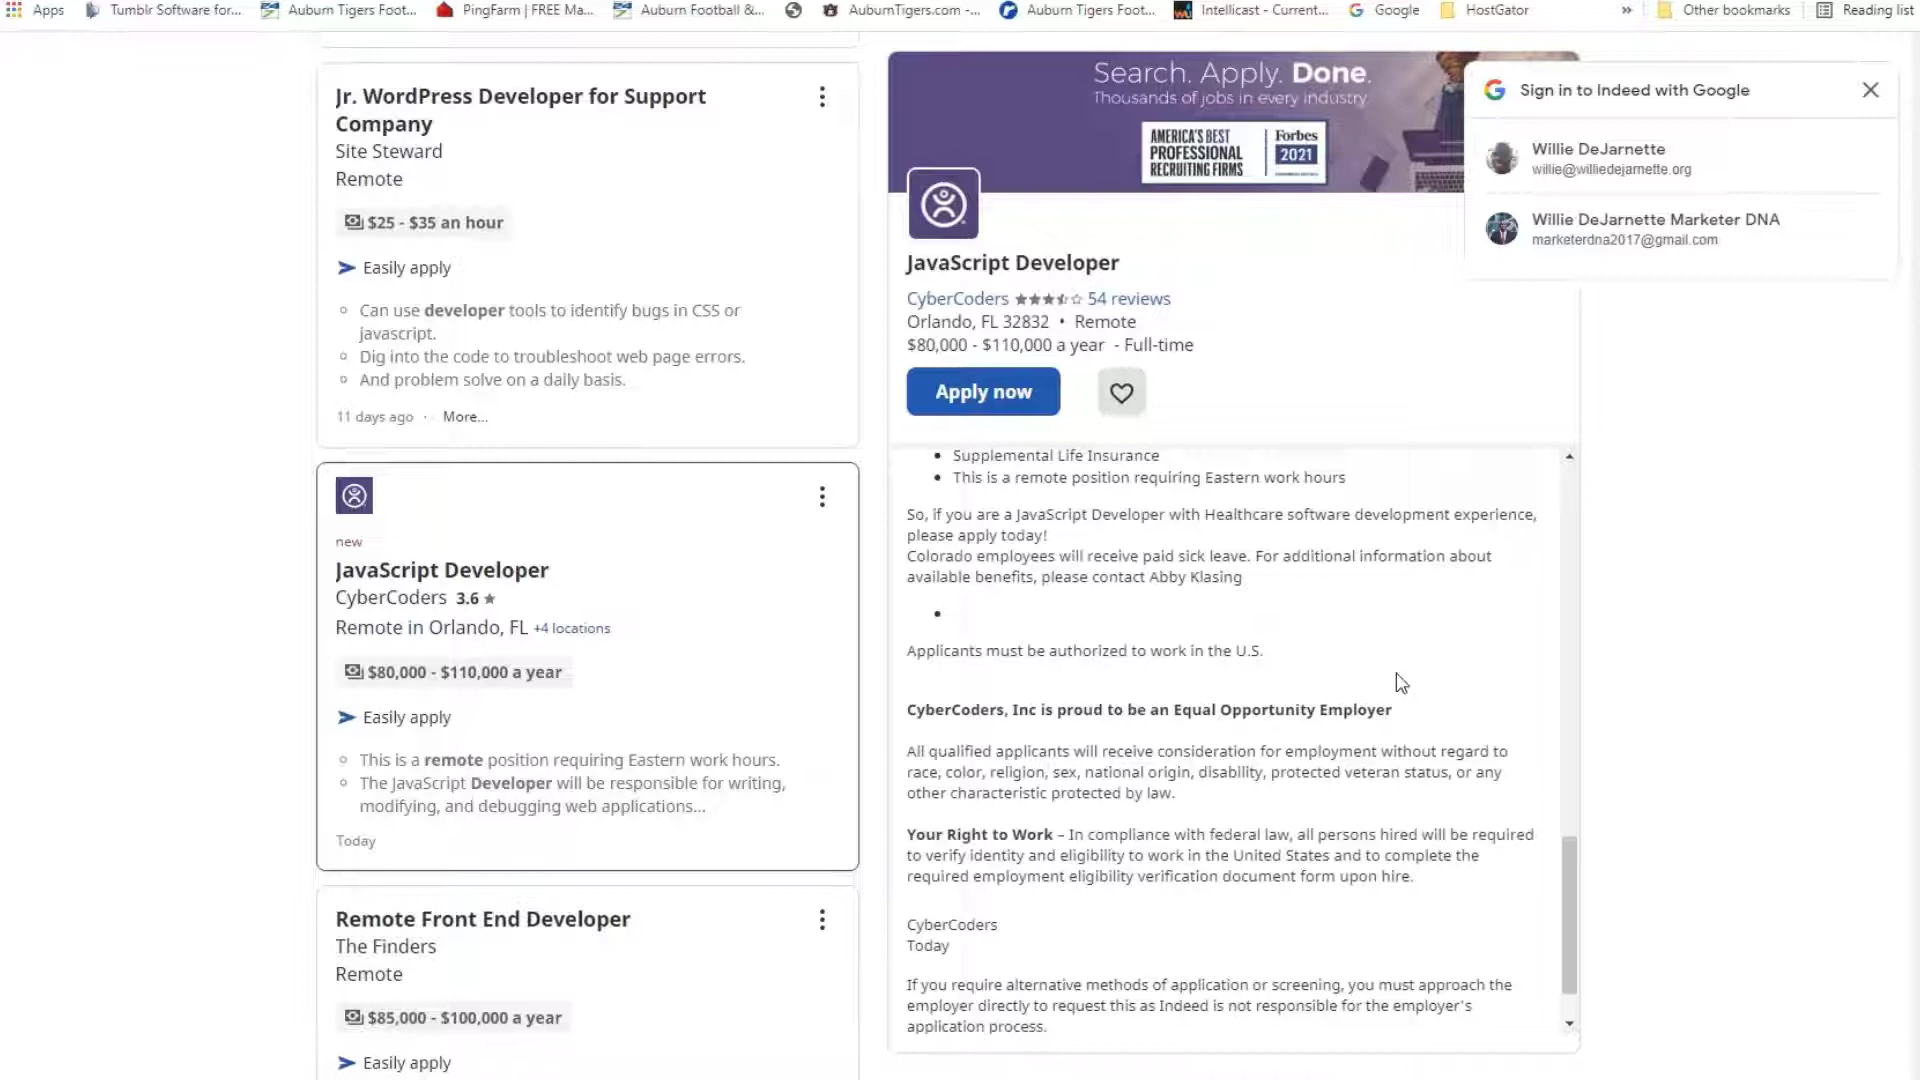 Apps
Tumblr Software for...
Auburn Tigers Foot...
PingFarm | FREE Ma...
Auburn Football &...
AuburnTigers.com -...
Auburn Tigers Foot...
Intellicast - Current...
Google
HostGator
»
Other bookmarks
Reading list
Jr. WordPress Developer for Support
Company
Site Steward
Remote
$25 - $35 an hour
Easily apply
Can use developer tools to identify bugs in CSS or
javascript.
Dig into the code to troubleshoot web page errors.
And problem solve on a daily basis.
11 days ago · More...
new
JavaScript Developer
CyberCoders 3.6 ★
Remote in Orlando, FL +4 locations
$80,000 - $110,000 a year
Easily apply
This is a remote position requiring Eastern work hours.
The JavaScript Developer will be responsible for writing,
modifying, and debugging web applications...
Today
Remote Front End Developer
The Finders
Remote
$85,000 - $100,000 a year
Easily apply
Search. Apply. Done.
Thousands of jobs in every industry.
AMERICA'S BEST
PROFESSIONAL
RECRUITING FIRMS
Forbes
2021
JavaScript Developer
CyberCoders 54 reviews
Orlando, FL 32832 • Remote
$80,000 - $110,000 a year - Full-time
Apply now
• Supplemental Life Insurance
• This is a remote position requiring Eastern work hours
So, if you are a JavaScript Developer with Healthcare software development experience,
please apply today!
Colorado employees will receive paid sick leave. For additional information about
available benefits, please contact Abby Klasing
•
Applicants must be authorized to work in the U.S.
CyberCoders, Inc is proud to be an Equal Opportunity Employer
All qualified applicants will receive consideration for employment without regard to
race, color, religion, sex, national origin, disability, protected veteran status, or any
other characteristic protected by law.
Your Right to Work – In compliance with federal law, all persons hired will be required
to verify identity and eligibility to work in the United States and to complete the
required employment eligibility verification document form upon hire.
CyberCoders
Today
If you require alternative methods of application or screening, you must approach the
employer directly to request this as Indeed is not responsible for the employer's
application process.
Sign in to Indeed with Google
Willie DeJarnette
willie@williedejarnette.org
Willie DeJarnette Marketer DNA
marketerdna2017@gmail.com